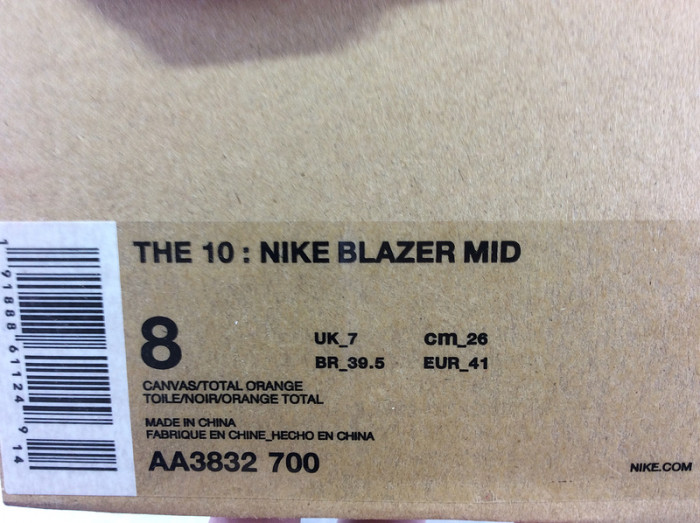 THE 10 : NIKE BLAZER MID
8
UK_7 cm_26
BR_39.5 EUR_41
CANVAS/TOTAL ORANGE
TOILE/NOIR/ORANGE TOTAL
MADE IN CHINA
FABRIQUE EN CHINE_HECHO EN CHINA
AA3832 700
NIKE.COM
1 91888 61124 9 14